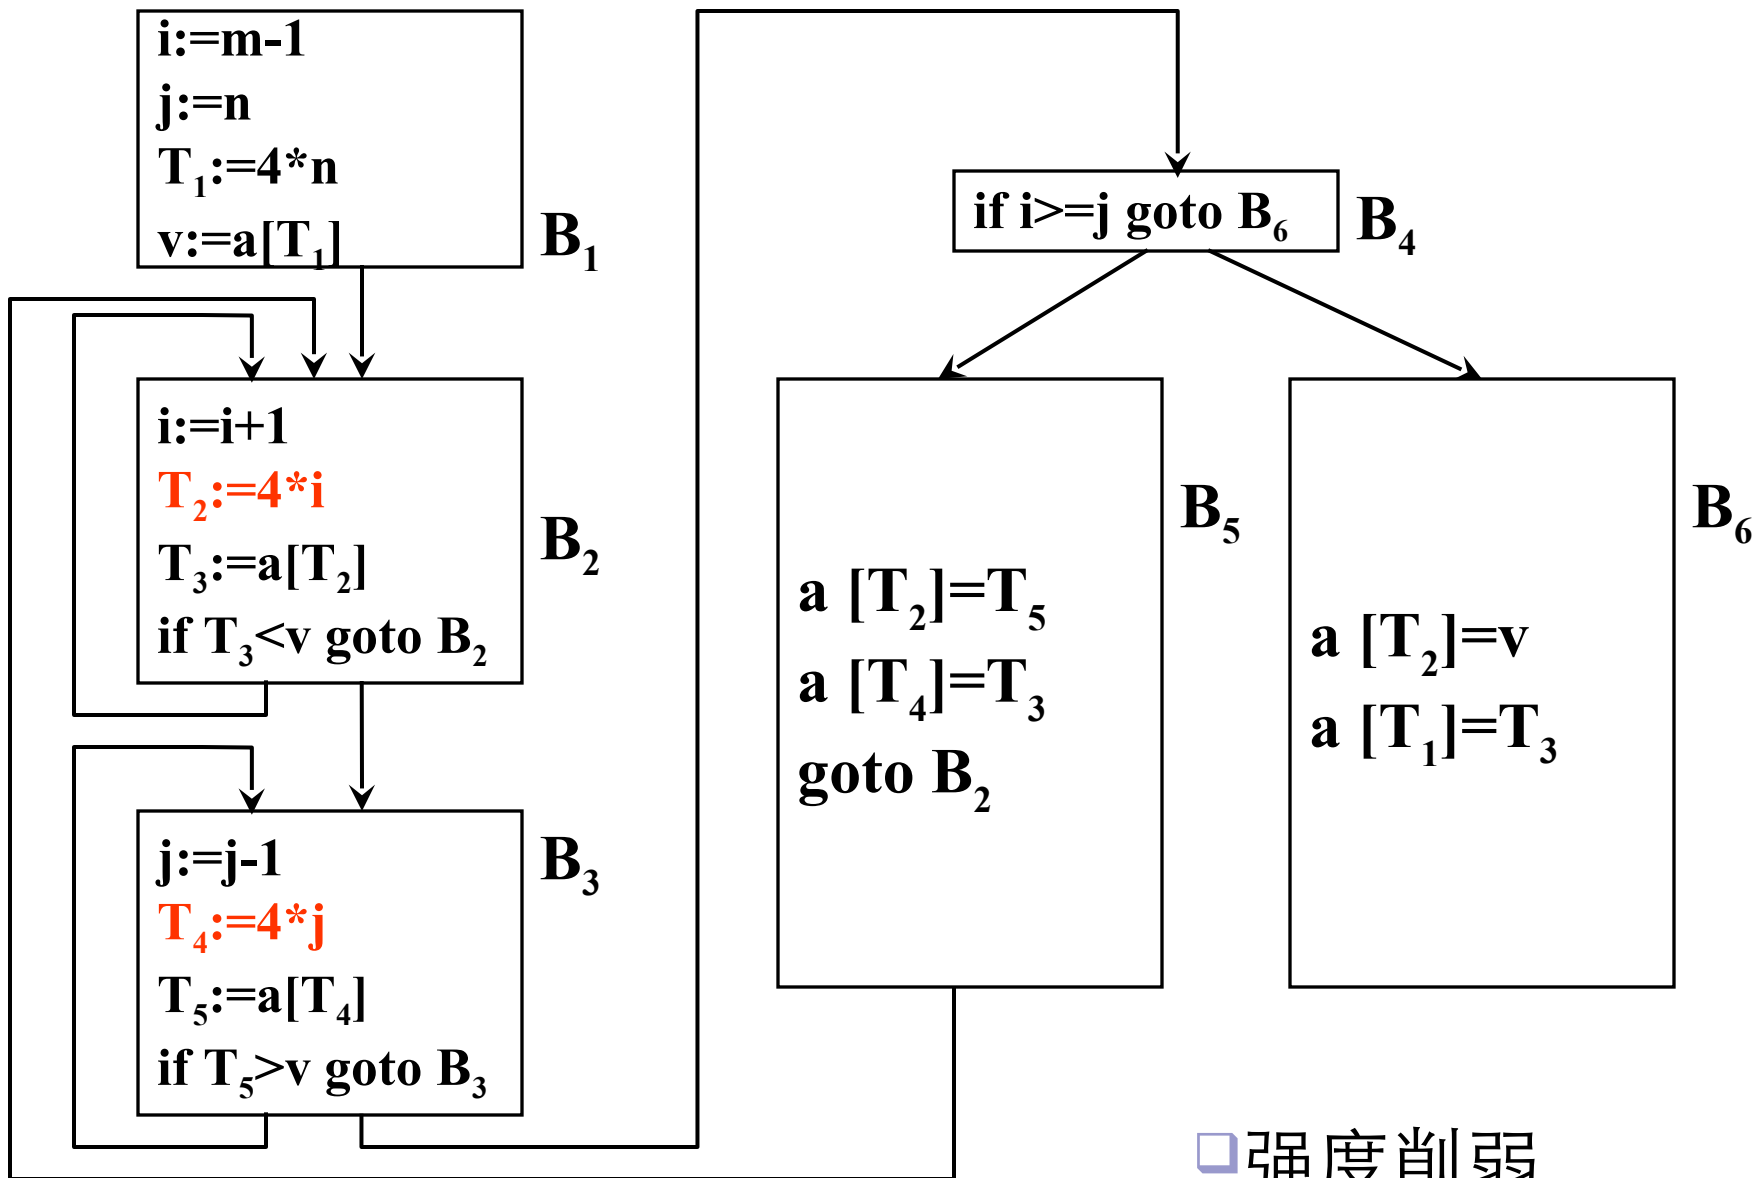 i:=m-1
j:=n
T₁:=4*n
v:=a[T₁]
B₁
i:=i+1
T₂:=4*i
T₃:=a[T₂]
if T₃<v goto B₂
B₂
j:=j-1
T₄:=4*j
T₅:=a[T₄]
if T₅>v goto B₃
B₃
if i>=j goto B₆
B₄
a [T₂]=T₅
a [T₄]=T₃
goto B₂
B₅
a [T₂]=v
a [T₁]=T₃
B₆
强度削弱